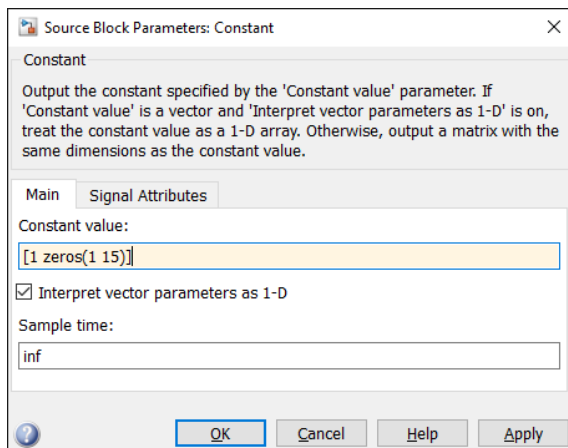 Source Block Parameters: Constant
Constant
Output the constant specified by the 'Constant value' parameter. If
'Constant value' is a vector and 'Interpret vector parameters as 1-D' is on,
treat the constant value as a 1-D array. Otherwise, output a matrix with the
same dimensions as the constant value.
Main Signal Attributes
Constant value:
[1 zeros(1 15)]
Interpret vector parameters as 1-D
Sample time:
inf
? OK Cancel Help Apply